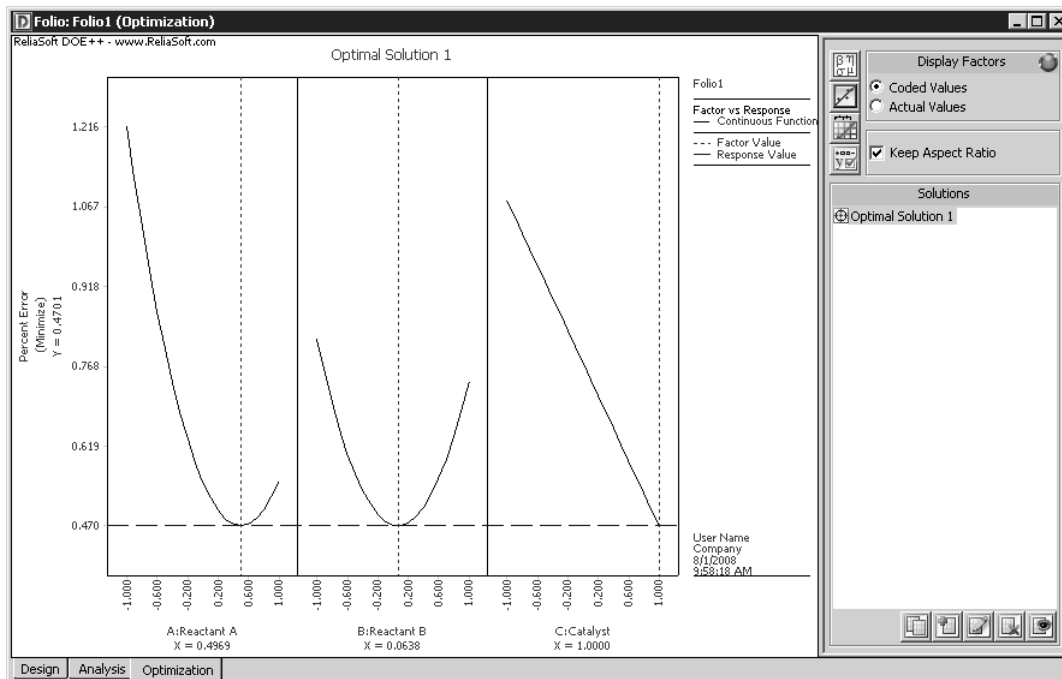 Folio: Folio1 (Optimization)
ReliaSoft DOE++ - www.ReliaSoft.com
Optimal Solution 1
Percent Error
(Minimize)
Y = 0.4701
1.216
1.067
0.918
0.768
0.619
0.470
-1.000
-0.600
-0.200
0.200
0.600
1.000
A:Reactant A
X = 0.4969
-1.000
-0.600
-0.200
0.200
0.600
1.000
B:Reactant B
X = 0.0638
-1.000
-0.600
-0.200
0.200
0.600
1.000
C:Catalyst
X = 1.0000
Folio1
Factor vs Response
Continuous Function
Factor Value
Response Value
User Name
Company
8/1/2008
9:58:18 AM
β η
σ μ
Display Factors
Coded Values
Actual Values
Keep Aspect Ratio
Solutions
Optimal Solution 1
Design
Analysis
Optimization